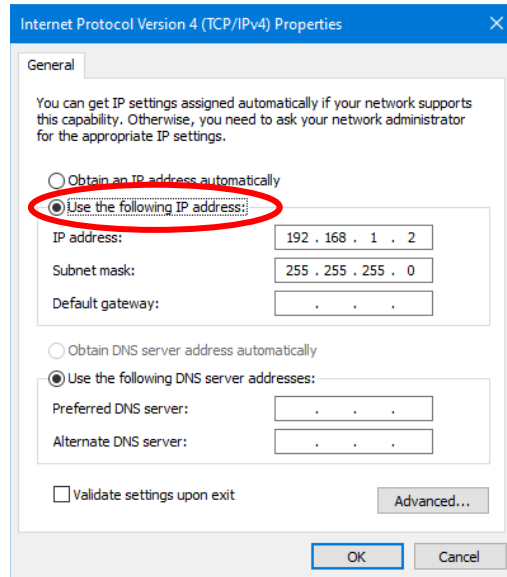 Internet Protocol Version 4 (TCP/IPv4) Properties
General
You can get IP settings assigned automatically if your network supports
this capability. Otherwise, you need to ask your network administrator
for the appropriate IP settings.
Obtain an IP address automatically
Use the following IP address:
IP address: 192 . 168 . 1 . 2
Subnet mask: 255 . 255 . 255 . 0
Default gateway: . . .
Obtain DNS server address automatically
Use the following DNS server addresses:
Preferred DNS server: . . .
Alternate DNS server: . . .
Validate settings upon exit
Advanced...
OK Cancel